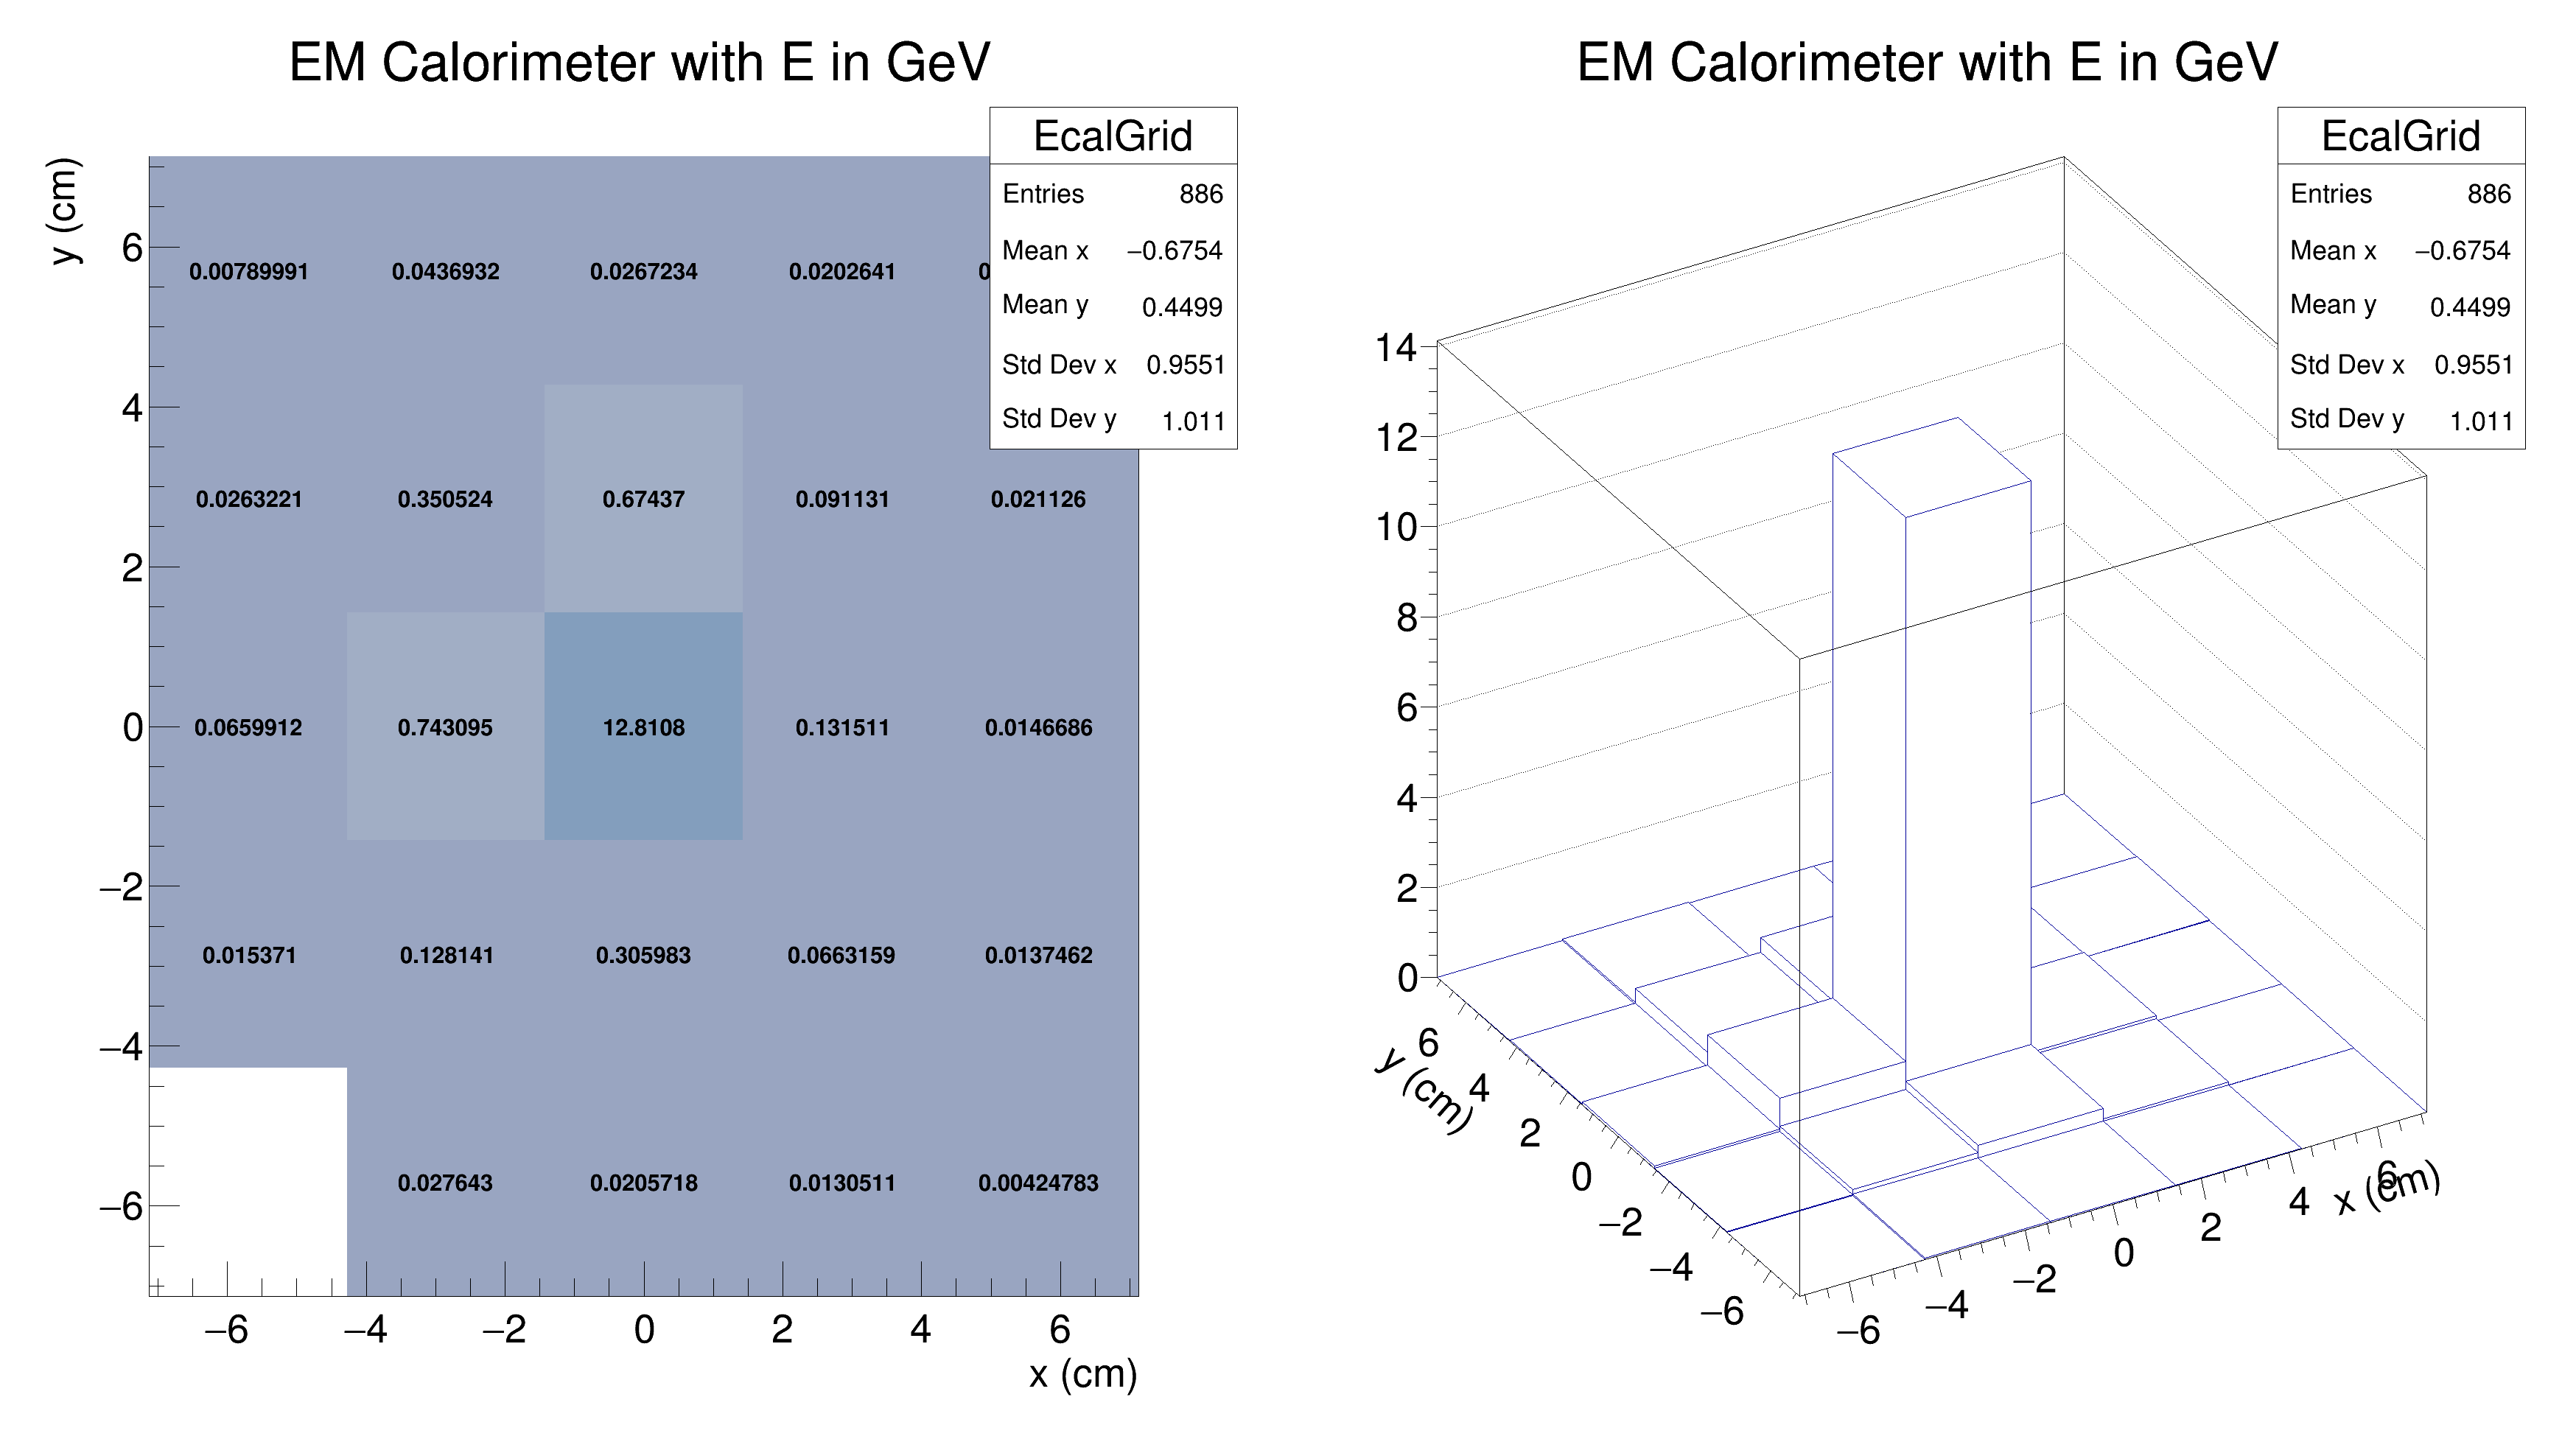 EM Calorimeter with E in GeV
EcalGrid
Entries 886
Mean x −0.6754
Mean y 0.4499
Std Dev x 0.9551
Std Dev y 1.011
y (cm)
6
4
2
0
−2
−4
−6
0.00789991 0.0436932 0.0267234 0.0202641
0.0263221 0.350524 0.67437 0.091131 0.021126
0.0659912 0.743095 12.8108 0.131511 0.0146686
0.015371 0.128141 0.305983 0.0663159 0.0137462
0.027643 0.0205718 0.0130511 0.00424783
−6 −4 −2 0 2 4 6
x (cm)
EM Calorimeter with E in GeV
EcalGrid
Entries 886
Mean x −0.6754
Mean y 0.4499
Std Dev x 0.9551
Std Dev y 1.011
14
12
10
8
6
4
2
0
y (cm)
6
4
2
0
−2
−4
−6
−6 −4 −2 0 2 4 6
x (cm)